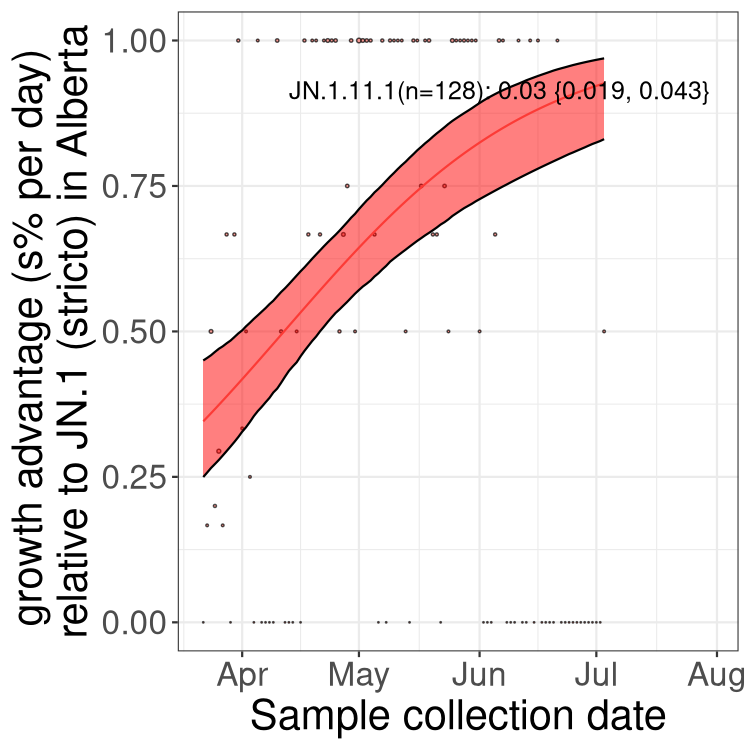 growth advantage (s% per day)
relative to JN.1 (stricto) in Alberta
1.00
0.75
0.50
0.25
0.00
JN.1.11.1(n=128): 0.03 {0.019, 0.043}
Apr May Jun Jul Aug
Sample collection date